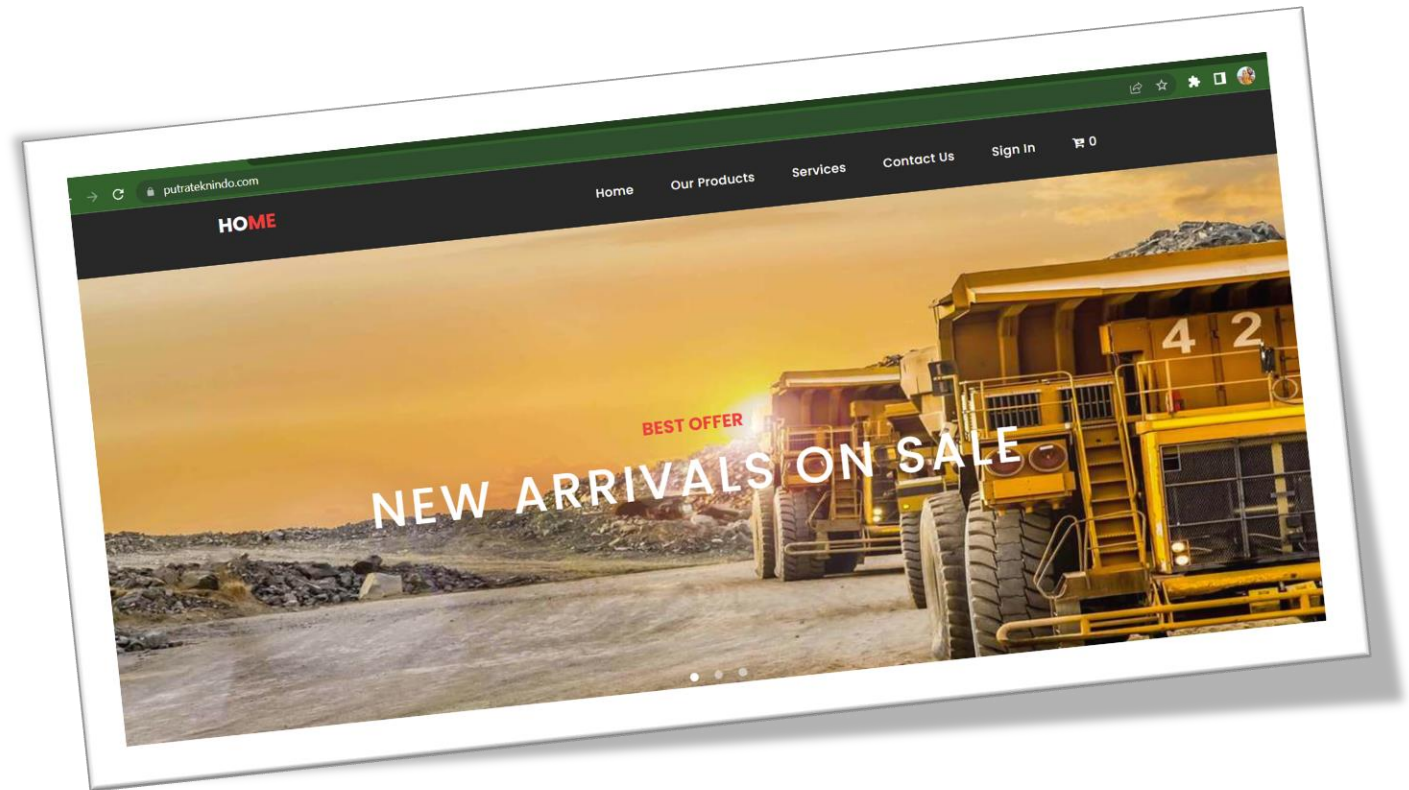 putrateknindo.com
HOME
Home Our Products Services Contact Us Sign In 0
BEST OFFER
NEW ARRIVALS ON SALE
42